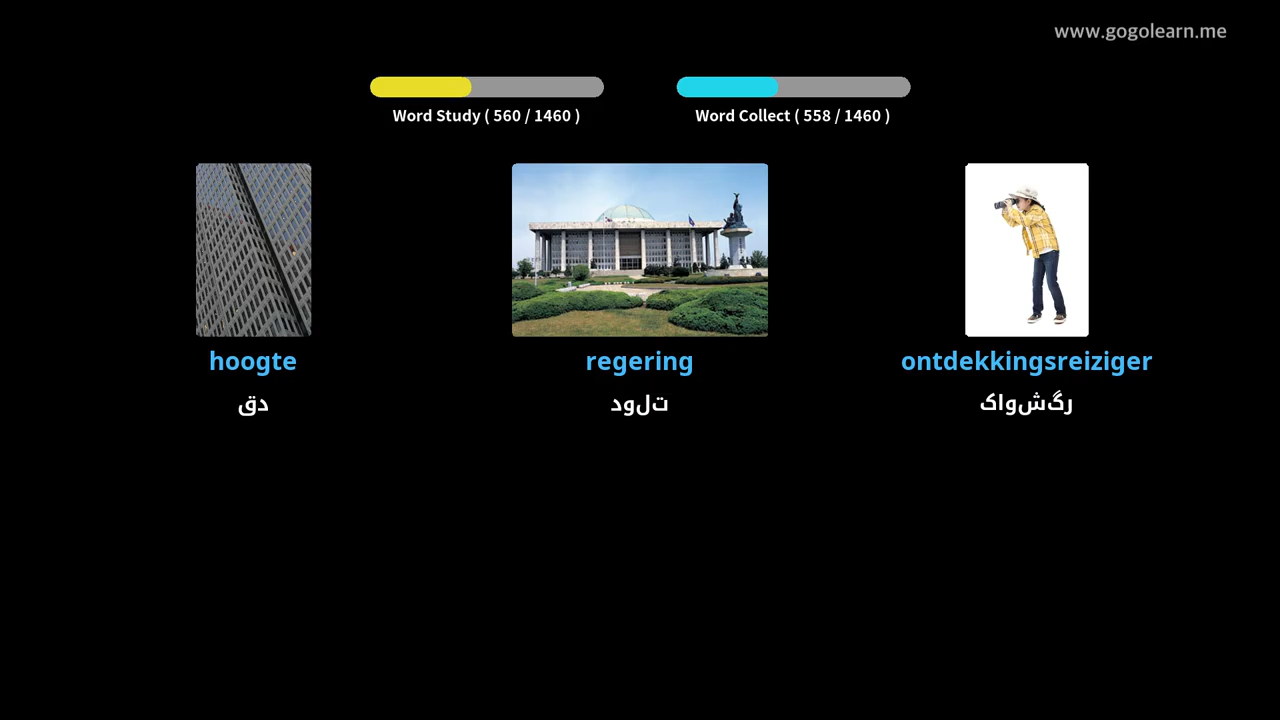 www.gogolearn.me
Word Study ( 560 / 1460 )
Word Collect ( 558 / 1460 )
hoogte
دق
regering
تلود
ontdekkingsreiziger
رگشواک